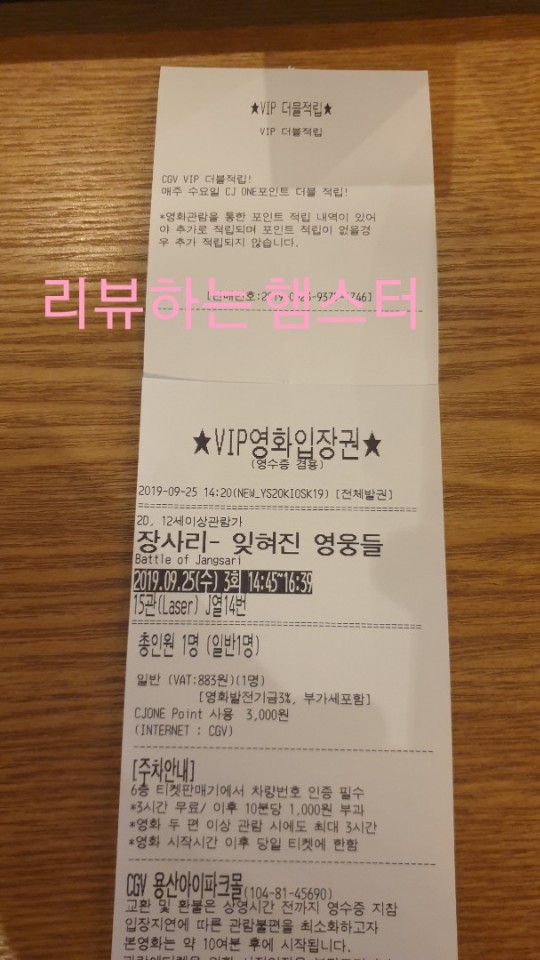 ★VIP 더블적립★
VIP 더블적립
CGV VIP 더블적립!
매주 수요일 CJ ONE포인트 더블 적립!
*영화관람을 통한 포인트 적립 내역이 있어
야 추가로 적립되며 포인트 적립이 없을경
우 추가 적립되지 않습니다.
리뷰하는햄스터
★VIP영화입장권★
(영수증 겸용)
2019-09-25 14:20(NEW_YS20KIOSK19) [전체발권]
2D, 12세이상관람가
장사리- 잊혀진 영웅들
Battle of Jangsari
2019.09.25(수) 3회 14:45~16:39
15관(Laser) J열14번
총인원 1명 (일반1명)
일반 (VAT:883원)(1명)
[영화발전기금3%, 부가세포함]
CJONE Point 사용 3,000원
(INTERNET : CGV)
[주차안내]
6층 티켓판매기에서 차량번호 인증 필수
*3시간 무료/ 이후 10분당 1,000원 부과
*영화 두 편 이상 관람 시에도 최대 3시간
*영화 시작시간 이후 당일 티켓에 한함
CGV 용산아이파크몰(104-81-45690)
교환 및 환불은 상영시간 전까지 영수증 지참
입장지연에 따른 관람불편을 최소화하고자
본영화는 약 10여분 후에 시작됩니다.